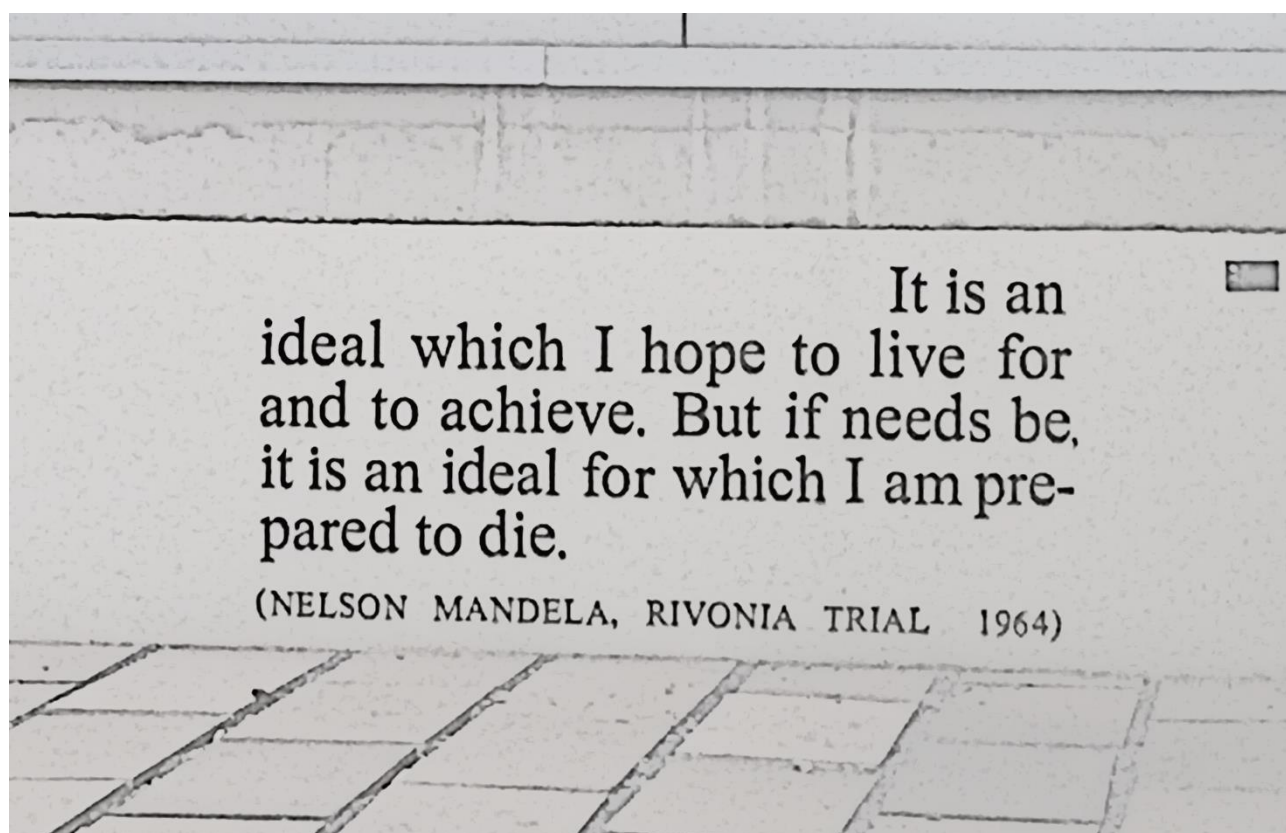 It is an
ideal which I hope to live for
and to achieve. But if needs be,
it is an ideal for which I am pre-
pared to die.
(NELSON MANDELA, RIVONIA TRIAL 1964)